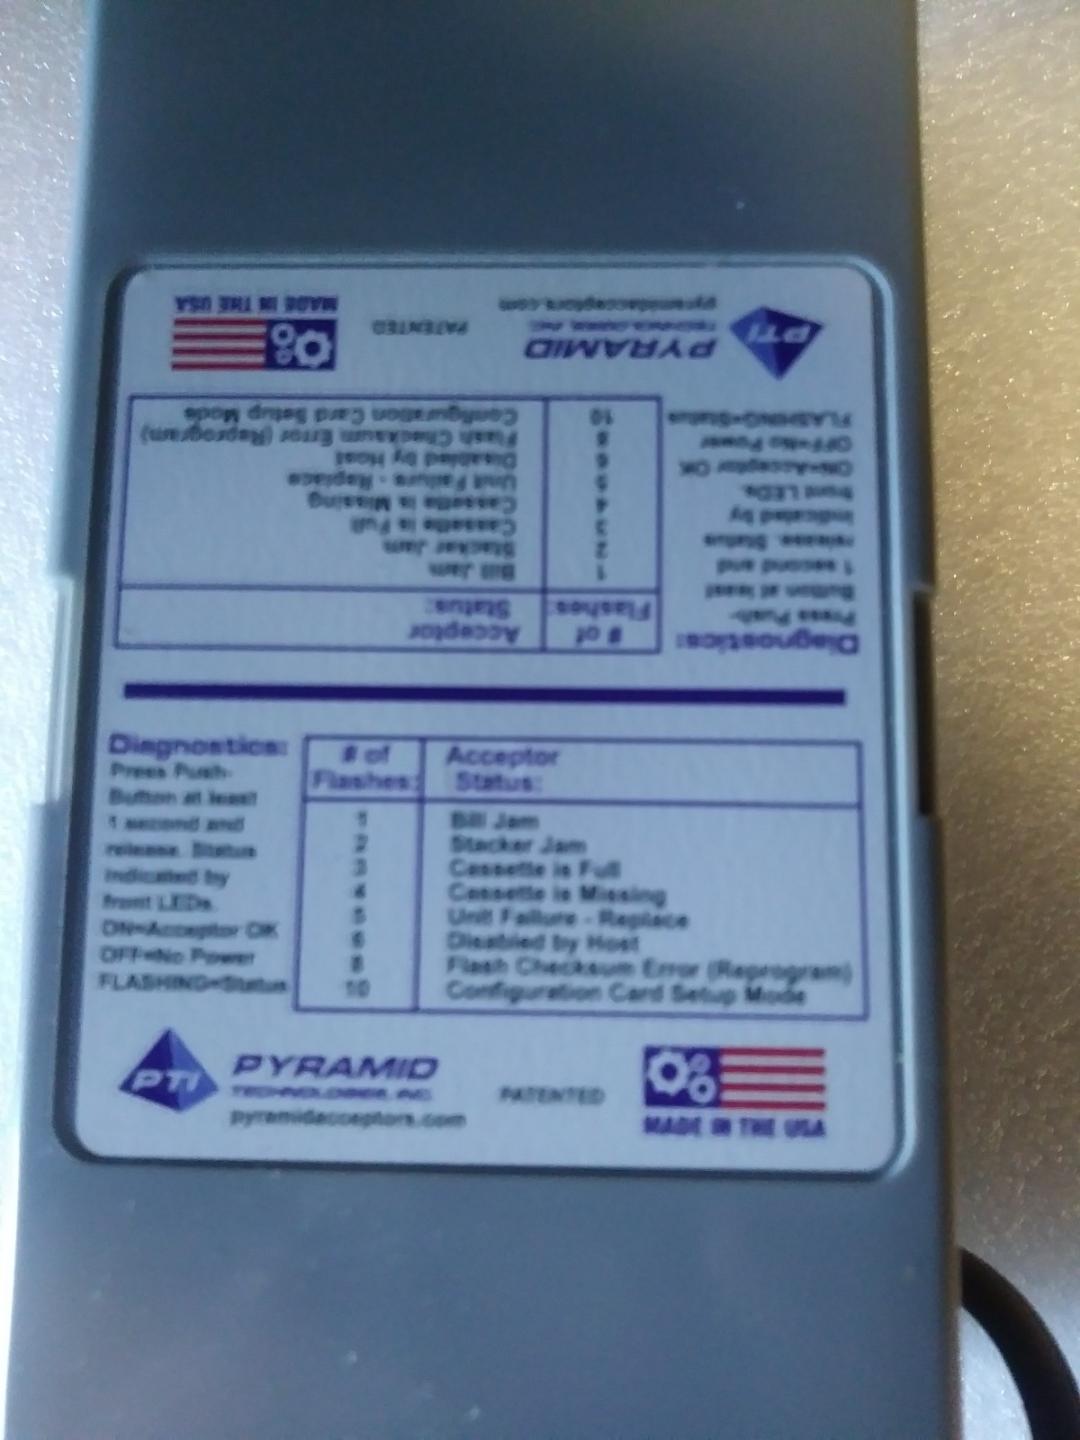 MADE IN THE USA
PATENTED
PTI
PYRAMID
TECHNOLOGIES, INC.
pyramidacceptors.com
Diagnostics:
Press Push-
Button at least
1 second and
release. Status
indicated by
front LEDs.
ON=Acceptor OK
OFF=No Power
FLASHING=Status
# of Flashes: Acceptor Status:
1 Bill Jam
2 Stacker Jam
3 Cassette is Full
4 Cassette is Missing
5 Unit Failure - Replace
6 Disabled by Host
8 Flash Checksum Error (Reprogram)
10 Configuration Card Setup Mode
Diagnostics:
Press Push-
Button at least
1 second and
release. Status
indicated by
front LEDs.
ON=Acceptor OK
OFF=No Power
FLASHING=Status
# of Flashes: Acceptor Status:
1 Bill Jam
2 Stacker Jam
3 Cassette is Full
4 Cassette is Missing
5 Unit Failure - Replace
6 Disabled by Host
8 Flash Checksum Error (Reprogram)
10 Configuration Card Setup Mode
PTI
PYRAMID
TECHNOLOGIES, INC.
pyramidacceptors.com
PATENTED
MADE IN THE USA